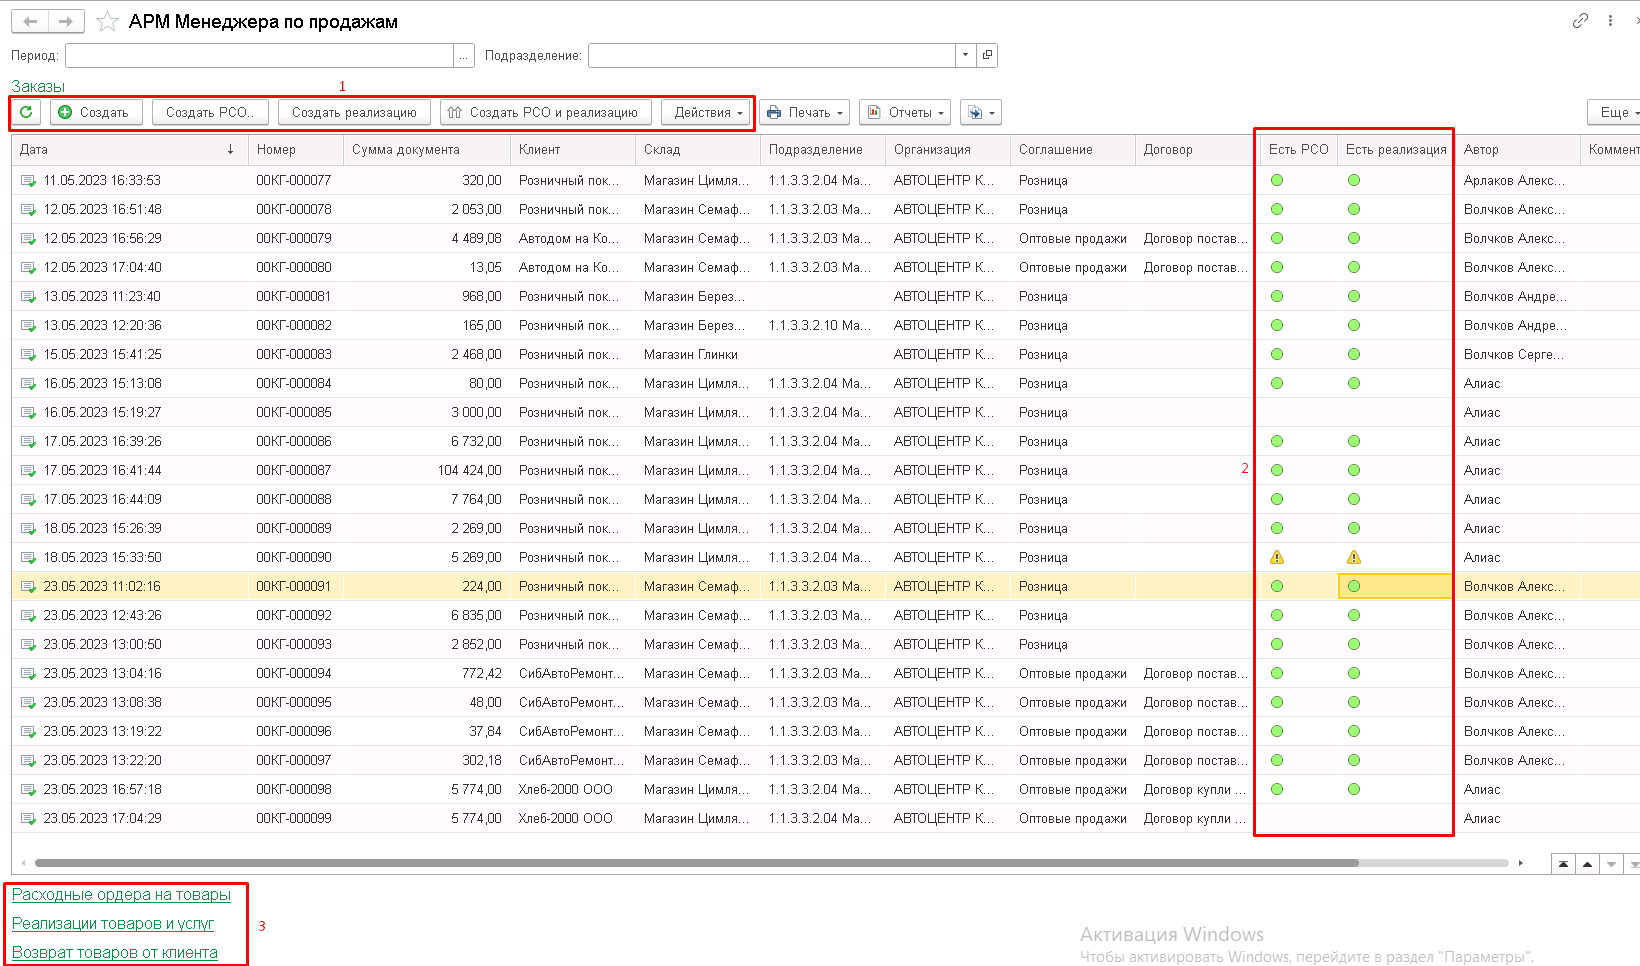 АРМ Менеджера по продажам
Период: ... Подразделение:
Заказы 1
Создать Создать РСО.. Создать реализацию Создать РСО и реализацию Действия Печать Отчеты Еще
Дата ↓ Номер Сумма документа Клиент Склад Подразделение Организация Соглашение Договор Есть РСО Есть реализация Автор Коммент
11.05.2023 16:33:53 00КГ-000077 320,00 Розничный пок... Магазин Цимля... 1.1.3.3.2.04 Ма... АВТОЦЕНТР К... Розница Арлаков Алекс...
12.05.2023 16:51:48 00КГ-000078 2 053,00 Розничный пок... Магазин Семаф... 1.1.3.3.2.03 Ма... АВТОЦЕНТР К... Розница Волчков Алекс...
12.05.2023 16:56:29 00КГ-000079 4 489,08 Автодом на Ко... Магазин Семаф... 1.1.3.3.2.03 Ма... АВТОЦЕНТР К... Оптовые продажи Договор постав... Волчков Алекс...
12.05.2023 17:04:40 00КГ-000080 13,05 Автодом на Ко... Магазин Семаф... 1.1.3.3.2.03 Ма... АВТОЦЕНТР К... Оптовые продажи Договор постав... Волчков Алекс...
13.05.2023 11:23:40 00КГ-000081 968,00 Розничный пок... Магазин Берез... АВТОЦЕНТР К... Розница Волчков Андре...
13.05.2023 12:20:36 00КГ-000082 165,00 Розничный пок... Магазин Берез... 1.1.3.3.2.10 Ма... АВТОЦЕНТР К... Розница Волчков Андре...
15.05.2023 15:41:25 00КГ-000083 2 468,00 Розничный пок... Магазин Глинки АВТОЦЕНТР К... Розница Волчков Серге...
16.05.2023 15:13:08 00КГ-000084 80,00 Розничный пок... Магазин Цимля... 1.1.3.3.2.04 Ма... АВТОЦЕНТР К... Розница Алиас
16.05.2023 15:19:27 00КГ-000085 3 000,00 Розничный пок... Магазин Цимля... 1.1.3.3.2.04 Ма... АВТОЦЕНТР К... Розница Алиас
17.05.2023 16:39:26 00КГ-000086 6 732,00 Розничный пок... Магазин Цимля... 1.1.3.3.2.04 Ма... АВТОЦЕНТР К... Розница Алиас
17.05.2023 16:41:44 00КГ-000087 104 424,00 Розничный пок... Магазин Цимля... 1.1.3.3.2.04 Ма... АВТОЦЕНТР К... Розница 2 Алиас
17.05.2023 16:44:09 00КГ-000088 7 764,00 Розничный пок... Магазин Цимля... 1.1.3.3.2.04 Ма... АВТОЦЕНТР К... Розница Алиас
18.05.2023 15:26:39 00КГ-000089 2 269,00 Розничный пок... Магазин Цимля... 1.1.3.3.2.04 Ма... АВТОЦЕНТР К... Розница Алиас
18.05.2023 15:33:50 00КГ-000090 5 269,00 Розничный пок... Магазин Цимля... 1.1.3.3.2.04 Ма... АВТОЦЕНТР К... Розница Алиас
23.05.2023 11:02:16 00КГ-000091 224,00 Розничный пок... Магазин Семаф... 1.1.3.3.2.03 Ма... АВТОЦЕНТР К... Розница Волчков Алекс...
23.05.2023 12:43:26 00КГ-000092 6 835,00 Розничный пок... Магазин Семаф... 1.1.3.3.2.03 Ма... АВТОЦЕНТР К... Розница Волчков Алекс...
23.05.2023 13:00:50 00КГ-000093 2 852,00 Розничный пок... Магазин Семаф... 1.1.3.3.2.03 Ма... АВТОЦЕНТР К... Розница Волчков Алекс...
23.05.2023 13:04:16 00КГ-000094 772,42 СибАвтоРемонт... Магазин Семаф... 1.1.3.3.2.03 Ма... АВТОЦЕНТР К... Оптовые продажи Договор постав... Волчков Алекс...
23.05.2023 13:08:38 00КГ-000095 48,00 СибАвтоРемонт... Магазин Семаф... 1.1.3.3.2.03 Ма... АВТОЦЕНТР К... Оптовые продажи Договор постав... Волчков Алекс...
23.05.2023 13:19:22 00КГ-000096 37,84 СибАвтоРемонт... Магазин Семаф... 1.1.3.3.2.03 Ма... АВТОЦЕНТР К... Оптовые продажи Договор постав... Волчков Алекс...
23.05.2023 13:22:20 00КГ-000097 302,18 СибАвтоРемонт... Магазин Семаф... 1.1.3.3.2.03 Ма... АВТОЦЕНТР К... Оптовые продажи Договор постав... Волчков Алекс...
23.05.2023 16:57:18 00КГ-000098 5 774,00 Хлеб-2000 ООО Магазин Цимля... 1.1.3.3.2.04 Ма... АВТОЦЕНТР К... Оптовые продажи Договор купли ... Алиас
23.05.2023 17:04:29 00КГ-000099 5 774,00 Хлеб-2000 ООО Магазин Цимля... 1.1.3.3.2.04 Ма... АВТОЦЕНТР К... Оптовые продажи Договор купли ... Алиас
Расходные ордера на товары
Реализации товаров и услуг 3
Возврат товаров от клиента
Активация Windows
Чтобы активировать Windows, перейдите в раздел "Параметры".